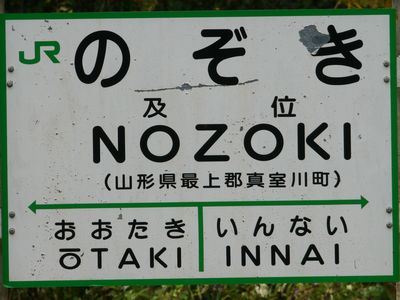 JR のぞき
及位
NOZOKI
(山形県最上郡真室川町)
おおたき いんない
ŌTAKI INNAI